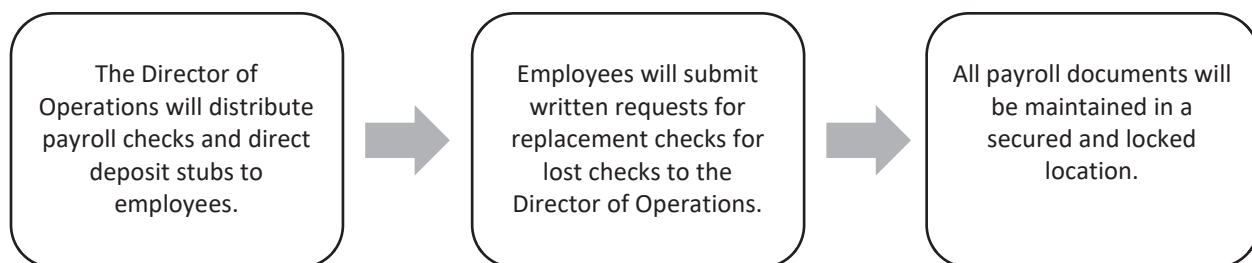 The Director of
Operations will distribute
payroll checks and direct
deposit stubs to
employees.
Employees will submit
written requests for
replacement checks for
lost checks to the
Director of Operations.
All payroll documents will
be maintained in a
secured and locked
location.